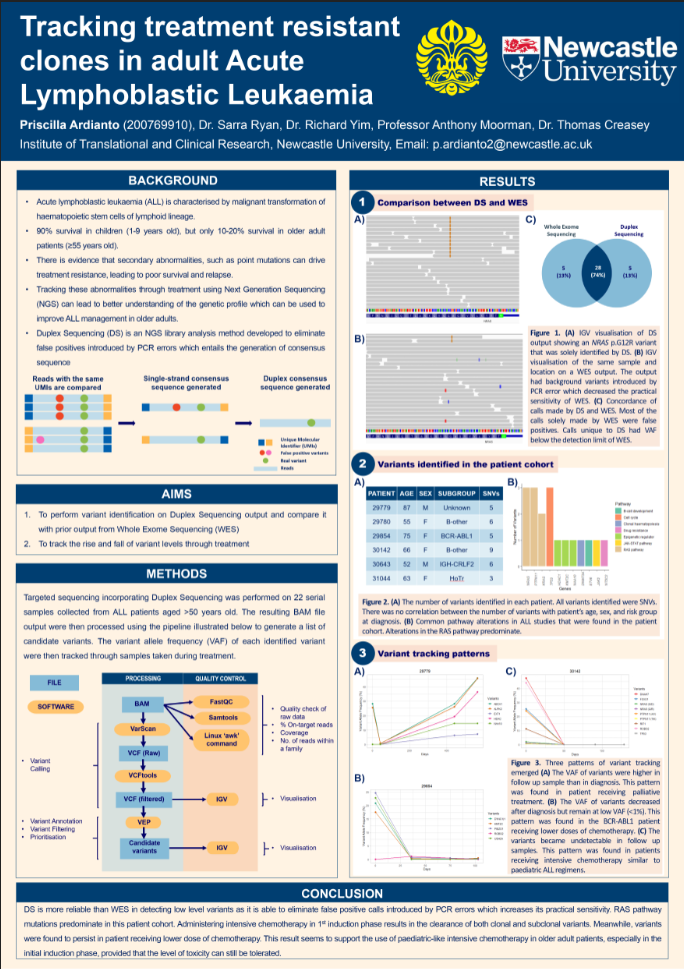 Tracking treatment resistant
clones in adult Acute
Lymphoblastic Leukaemia
Newcastle
University
Priscilla Ardianto (200769910), Dr. Sarra Ryan, Dr. Richard Yim, Professor Anthony Moorman, Dr. Thomas Creasey
Institute of Translational and Clinical Research, Newcastle University, Email: p.ardianto2@newcastle.ac.uk
BACKGROUND
• Acute lymphoblastic leukaemia (ALL) is characterised by malignant transformation of
haematopoietic stem cells of lymphoid lineage.
• 90% survival in children (1-9 years old), but only 10-20% survival in older adult
patients (≥55 years old).
• There is evidence that secondary abnormalities, such as point mutations can drive
treatment resistance, leading to poor survival and relapse.
• Tracking these abnormalities through treatment using Next Generation Sequencing
(NGS) can lead to better understanding of the genetic profile which can be used to
improve ALL management in older adults.
• Duplex Sequencing (DS) is an NGS library analysis method developed to eliminate
false positives introduced by PCR errors which entails the generation of consensus
sequence
Reads with the same
UMIs are compared
Single-strand consensus
sequence generated
Duplex consensus
sequence generated
Unique Molecular
Identifier (UMIs)
False positive variants
Real variant
Reads
AIMS
1. To perform variant identification on Duplex Sequencing output and compare it
with prior output from Whole Exome Sequencing (WES)
2. To track the rise and fall of variant levels through treatment
METHODS
Targeted sequencing incorporating Duplex Sequencing was performed on 22 serial
samples collected from ALL patients aged >50 years old. The resulting BAM file
output were then processed using the pipeline illustrated below to generate a list of
candidate variants. The variant allele frequency (VAF) of each identified variant
were then tracked through samples taken during treatment.
FILE
SOFTWARE
PROCESSING
QUALITY CONTROL
BAM
VarScan
VCF (Raw)
VCFtools
VCF (filtered)
VEP
Candidate
variants
FastQC
Samtools
Linux 'awk'
command
IGV
IGV
• Quality check of
raw data
• % On-target reads
• Coverage
• No. of reads within
a family
• Variant
Calling
• Visualisation
• Variant Annotation
• Variant Filtering
• Prioritisation
• Visualisation
RESULTS
1 Comparison between DS and WES
A)
B)
C)
Whole Exome
Sequencing
Duplex
Sequencing
5
(13%)
28
(74%)
5
(13%)
Figure 1. (A) IGV visualisation of DS
output showing an NRAS p.G12R variant
that was solely identified by DS. (B) IGV
visualisation of the same sample and
location on a WES output. The output
had background variants introduced by
PCR error which decreased the practical
sensitivity of WES. (C) Concordance of
calls made by DS and WES. Most of the
calls solely made by WES were false
positives. Calls unique to DS had VAF
below the detection limit of WES.
2 Variants identified in the patient cohort
A)
PATIENT AGE SEX SUBGROUP SNVs
29779 87 M Unknown 5
29780 55 F B-other 6
29854 75 F BCR-ABL1 5
30142 66 F B-other 9
30643 52 M IGH-CRLF2 6
31044 63 F HoTr 3
B)
Number of Variants
Genes
Pathway
B cell development
Cell cycle
Clonal haematopoiesis
Drug resistance
Epigenetic regulator
JAK-STAT pathway
RAS pathway
Figure 2. (A) The number of variants identified in each patient. All variants identified were SNVs.
There was no correlation between the number of variants with patient's age, sex, and risk group
at diagnosis. (B) Common pathway alterations in ALL studies that were found in the patient
cohort. Alterations in the RAS pathway predominate.
3 Variant tracking patterns
A)
29779
Days
B)
29854
Days
C)
30142
Days
Figure 3. Three patterns of variant tracking
emerged (A) The VAF of variants were higher in
follow up sample than in diagnosis. This pattern
was found in patient receiving palliative
treatment. (B) The VAF of variants decreased
after diagnosis but remain at low VAF (<1%). This
pattern was found in the BCR-ABL1 patient
receiving lower doses of chemotherapy. (C) The
variants became undetectable in follow up
samples. This pattern was found in patients
receiving intensive chemotherapy similar to
paediatric ALL regimens.
CONCLUSION
DS is more reliable than WES in detecting low level variants as it is able to eliminate false positive calls introduced by PCR errors which increases its practical sensitivity. RAS pathway
mutations predominate in this patient cohort. Administering intensive chemotherapy in 1st induction phase results in the clearance of both clonal and subclonal variants. Meanwhile, variants
were found to persist in patient receiving lower dose of chemotherapy. This result seems to support the use of paediatric-like intensive chemotherapy in older adult patients, especially in the
initial induction phase, provided that the level of toxicity can still be tolerated.